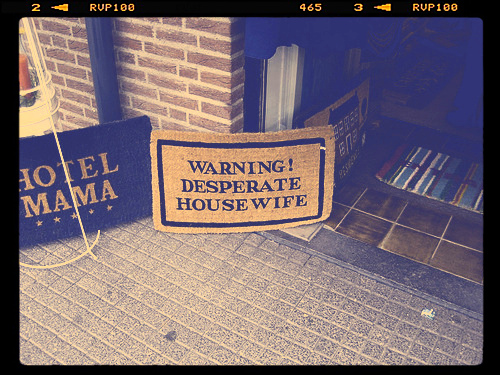 2 RVP100 465 3 RVP100
HOTEL
MAMA
WARNING!
DESPERATE
HOUSEWIFE